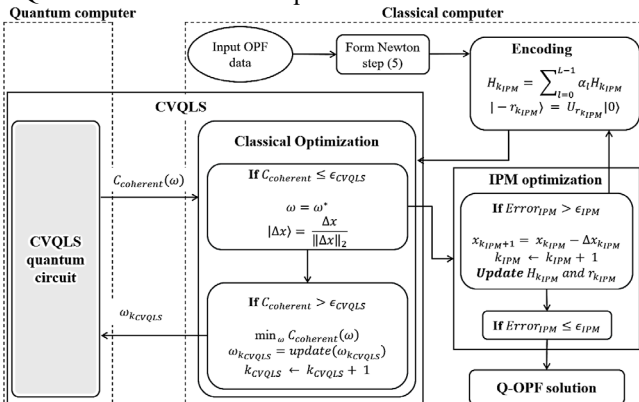 Quantum computer
Classical computer
Input OPF
data
Form Newton
step (5)
Encoding
H_{k_{IPM}} = ∑_{l=0}^{L-1} α_l H_{k_{IPM}}
|−r_{k_{IPM}}⟩ = U_{r_{k_{IPM}}}|0⟩
CVQLS
CVQLS
quantum
circuit
C_{coherent}(ω)
ω_{k_{CVQLS}}
Classical Optimization
If C_{coherent} ≤ ϵ_{CVQLS}
ω = ω*
|Δx⟩ = Δx / ‖Δx‖_2
If C_{coherent} > ϵ_{CVQLS}
min_ω C_{coherent}(ω)
ω_{k_{CVQLS}} = update(ω_{k_{CVQLS}})
k_{CVQLS} ← k_{CVQLS} + 1
IPM optimization
If Error_{IPM} > ϵ_{IPM}
x_{k_{IPM}+1} = x_{k_{IPM}} − Δx_{k_{IPM}}
k_{IPM} ← k_{IPM} + 1
Update H_{k_{IPM}} and r_{k_{IPM}}
If Error_{IPM} ≤ ϵ_{IPM}
Q-OPF solution